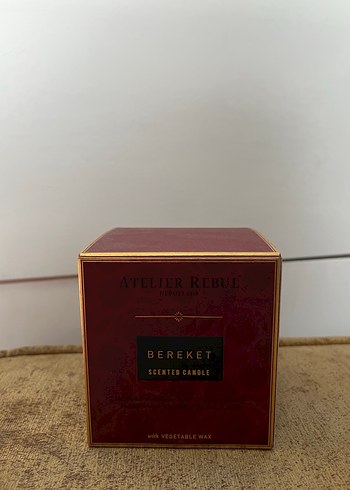 ATELIER REBUL
BEREKET
SCENTED CANDLE
with VEGETABLE WAX